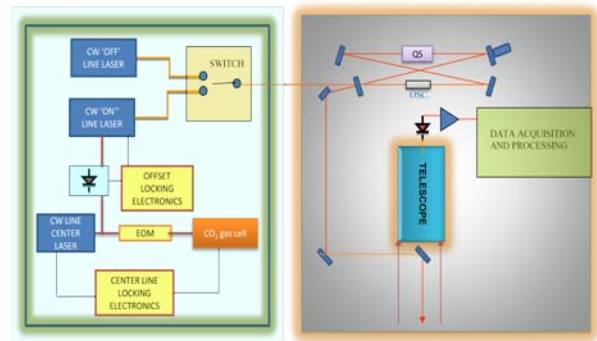 CW 'OFF'
LINE LASER
SWITCH
CW 'ON'"
LINE LASER
OFFSET
LOCKING
ELECTRONICS
CW LINE
CENTER
LASER
EOM
CO₂ gas cell
CENTER LINE
LOCKING
ELECTRONICS
QS
OSC.
DATA ACQUISITION
AND PROCESSING
TELESCOPE